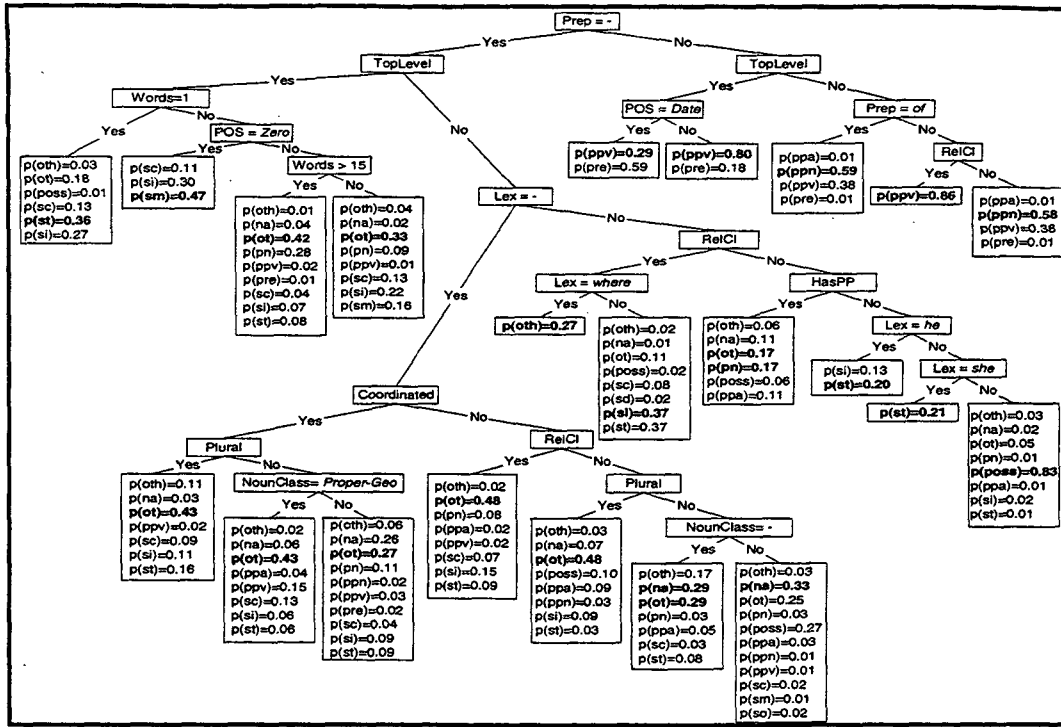 Prep = -
Yes
No
TopLevel
TopLevel
Yes
No
Yes
No
Words=1
Yes
No
POS = Zero
Yes
No
Words > 15
Yes
No
p(oth)=0.03
p(ot)=0.18
p(poss)=0.01
p(sc)=0.13
p(st)=0.36
p(si)=0.27
p(sc)=0.11
p(si)=0.30
p(sm)=0.47
p(oth)=0.01
p(na)=0.04
p(ot)=0.42
p(pn)=0.28
p(ppv)=0.02
p(pre)=0.01
p(sc)=0.04
p(si)=0.07
p(st)=0.08
p(oth)=0.04
p(na)=0.02
p(ot)=0.33
p(pn)=0.09
p(ppv)=0.01
p(sc)=0.13
p(si)=0.22
p(sm)=0.16
POS = Date
Yes
No
p(ppv)=0.29
p(pre)=0.59
p(ppv)=0.80
p(pre)=0.18
Prep = of
Yes
No
p(ppa)=0.01
p(ppn)=0.59
p(ppv)=0.38
p(pre)=0.01
RelCl
Yes
No
p(ppv)=0.86
p(ppa)=0.01
p(ppn)=0.58
p(ppv)=0.38
p(pre)=0.01
Lex = -
Yes
No
RelCl
Yes
No
Lex = where
Yes
No
p(oth)=0.27
p(oth)=0.02
p(na)=0.01
p(ot)=0.11
p(poss)=0.02
p(sc)=0.08
p(sd)=0.02
p(si)=0.37
p(st)=0.37
HasPP
Yes
No
p(oth)=0.06
p(na)=0.11
p(ot)=0.17
p(pn)=0.17
p(poss)=0.06
p(ppa)=0.11
Lex = he
Yes
No
p(si)=0.13
p(st)=0.20
Lex = she
Yes
No
p(st)=0.21
p(oth)=0.03
p(na)=0.02
p(ot)=0.05
p(pn)=0.01
p(poss)=0.83
p(ppa)=0.01
p(si)=0.02
p(st)=0.01
Coordinated
Yes
No
Plural
Yes
No
p(oth)=0.11
p(na)=0.03
p(ot)=0.43
p(ppv)=0.02
p(sc)=0.09
p(si)=0.11
p(st)=0.16
NounClass= Proper-Geo
Yes
No
p(oth)=0.02
p(na)=0.06
p(ot)=0.43
p(ppa)=0.04
p(ppv)=0.15
p(sc)=0.13
p(si)=0.06
p(st)=0.06
p(oth)=0.06
p(na)=0.26
p(ot)=0.27
p(pn)=0.11
p(ppn)=0.02
p(ppv)=0.03
p(pre)=0.02
p(sc)=0.04
p(si)=0.09
p(st)=0.09
RelCl
Yes
No
p(oth)=0.02
p(ot)=0.48
p(pn)=0.08
p(ppa)=0.02
p(ppv)=0.02
p(sc)=0.07
p(si)=0.15
p(st)=0.09
Plural
Yes
No
p(oth)=0.03
p(na)=0.07
p(ot)=0.48
p(poss)=0.10
p(ppa)=0.09
p(ppn)=0.03
p(si)=0.09
p(st)=0.03
NounClass= -
Yes
No
p(oth)=0.17
p(na)=0.29
p(ot)=0.29
p(pn)=0.03
p(ppa)=0.05
p(sc)=0.03
p(st)=0.08
p(oth)=0.03
p(na)=0.33
p(ot)=0.25
p(pn)=0.03
p(poss)=0.27
p(ppa)=0.03
p(ppn)=0.01
p(ppv)=0.01
p(sc)=0.02
p(sm)=0.01
p(so)=0.02